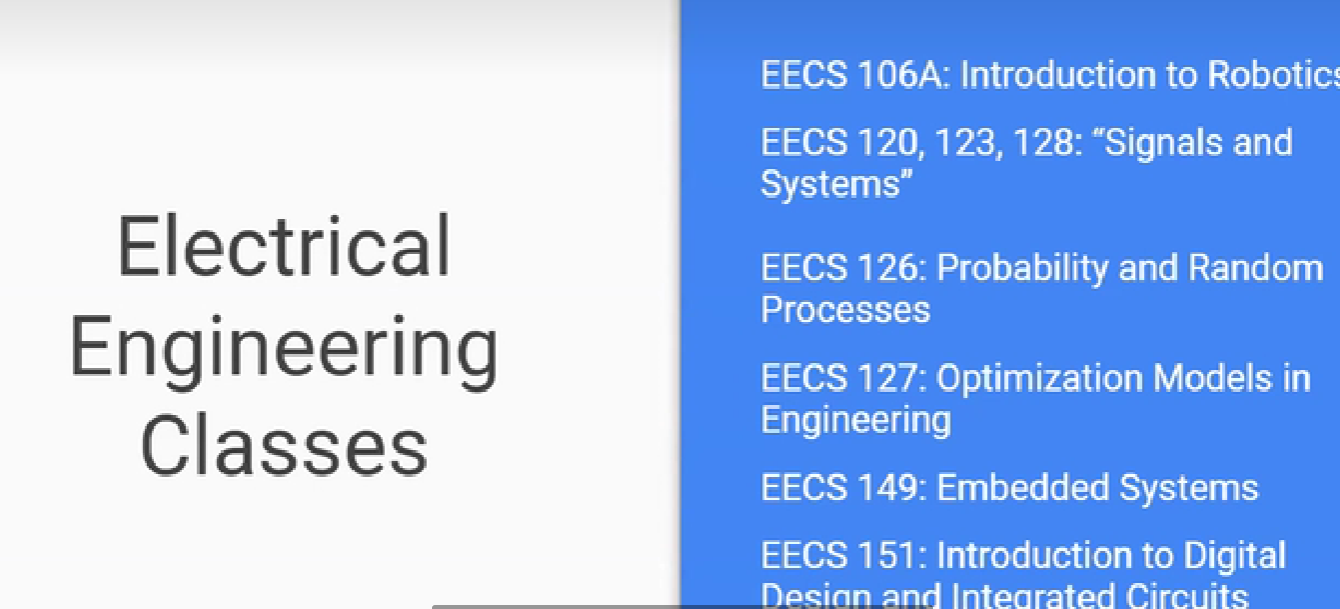 Electrical
Engineering
Classes
EECS 106A: Introduction to Robotics
EECS 120, 123, 128: “Signals and
Systems”
EECS 126: Probability and Random
Processes
EECS 127: Optimization Models in
Engineering
EECS 149: Embedded Systems
EECS 151: Introduction to Digital
Design and Integrated Circuits